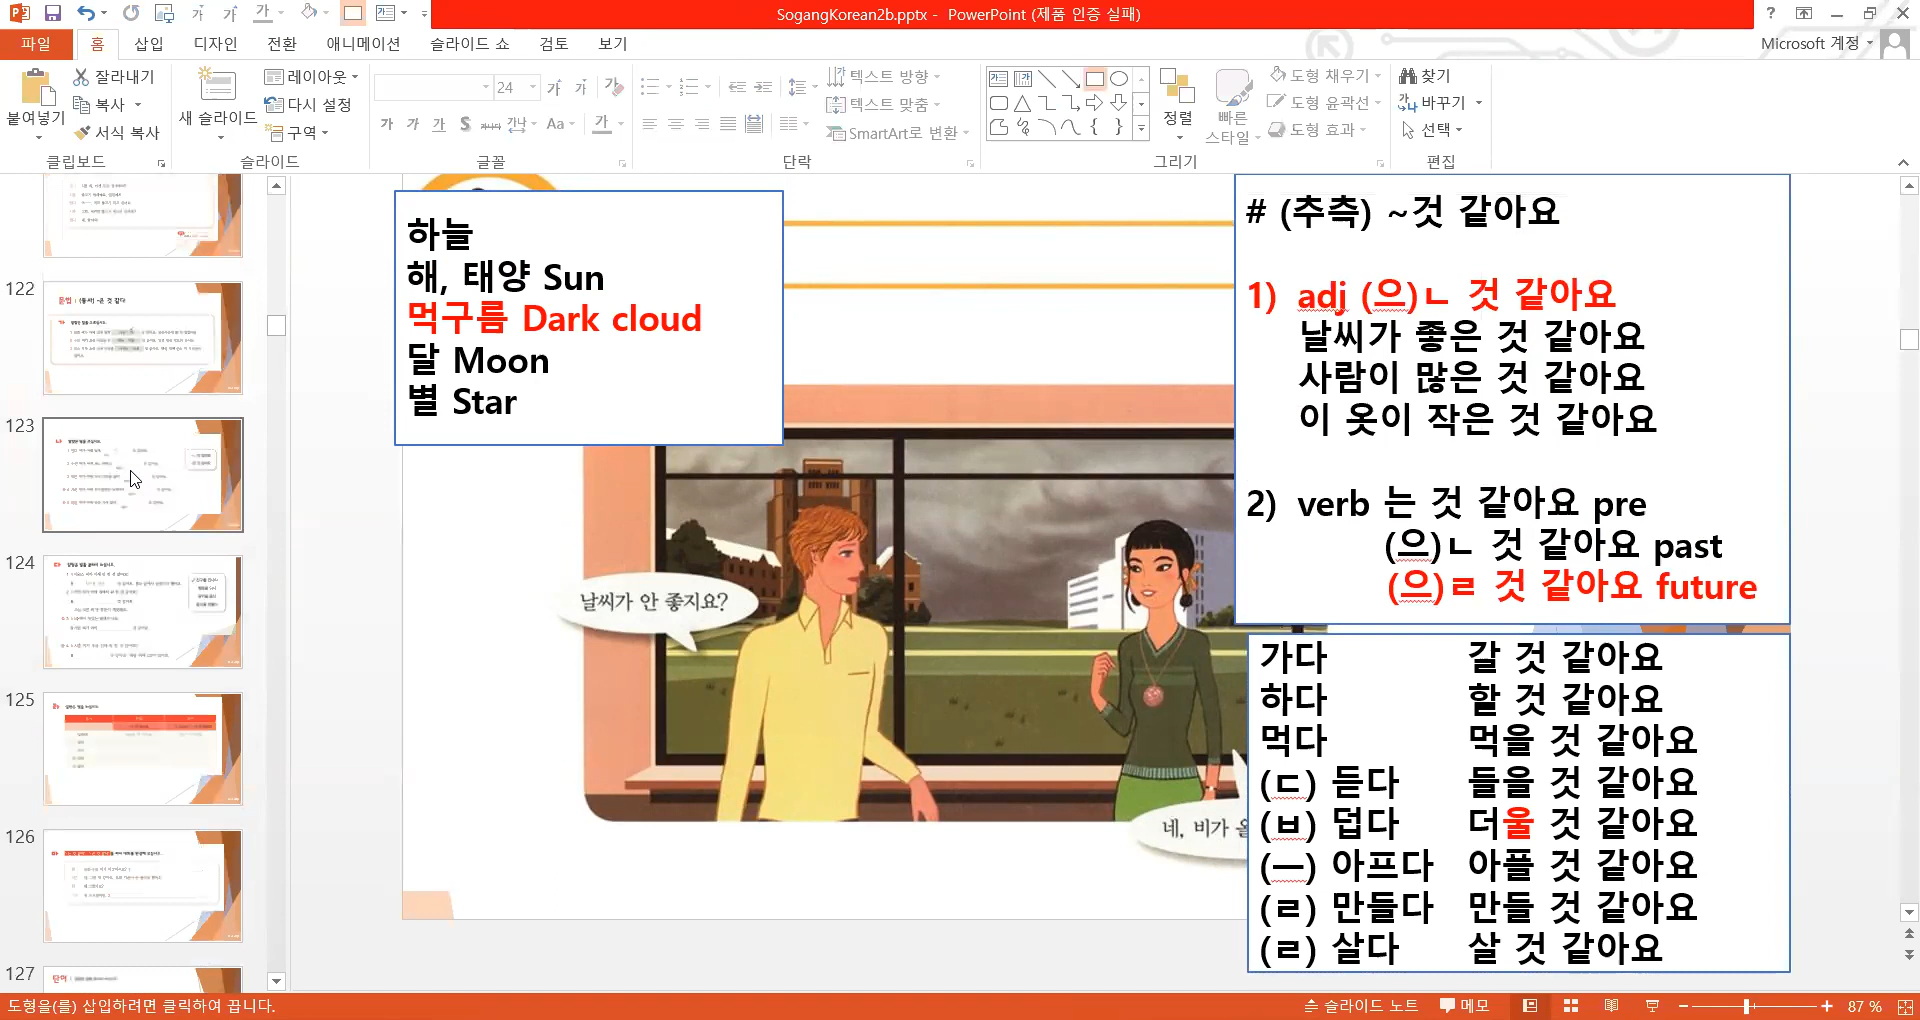 SogangKorean2b.pptx - PowerPoint (제품 인증 실패)
파일
홈
삽입
디자인
전환
애니메이션
슬라이드 쇼
검토
보기
Microsoft 계정
붙여넣기
잘라내기
복사
서식 복사
클립보드
새 슬라이드
레이아웃
다시 설정
구역
슬라이드
24
글꼴
텍스트 방향
텍스트 맞춤
SmartArt로 변환
단락
정렬
빠른
스타일
도형 채우기
도형 윤곽선
도형 효과
그리기
찾기
바꾸기
선택
편집
122
123
124
125
126
127
하늘
해, 태양 Sun
먹구름 Dark cloud
달 Moon
별 Star
날씨가 안 좋지요?
네, 비가 올
# (추측) ~것 같아요
1) adj (으)ㄴ 것 같아요
날씨가 좋은 것 같아요
사람이 많은 것 같아요
이 옷이 작은 것 같아요
2) verb 는 것 같아요 pre
(으)ㄴ 것 같아요 past
(으)ㄹ 것 같아요 future
가다 갈 것 같아요
하다 할 것 같아요
먹다 먹을 것 같아요
(ㄷ) 듣다 들을 것 같아요
(ㅂ) 덥다 더울 것 같아요
(ㅡ) 아프다 아플 것 같아요
(ㄹ) 만들다 만들 것 같아요
(ㄹ) 살다 살 것 같아요
도형을(를) 삽입하려면 클릭하여 끕니다.
슬라이드 노트
메모
87 %